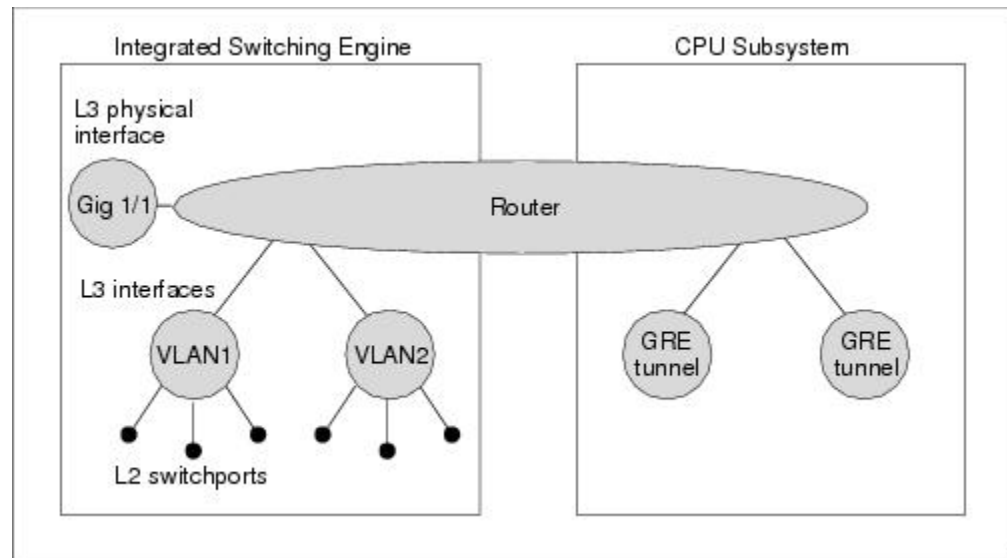 Integrated Switching Engine
CPU Subsystem
L3 physical
interface
Gig 1/1
Router
L3 interfaces
VLAN1
VLAN2
GRE
tunnel
GRE
tunnel
L2 switchports